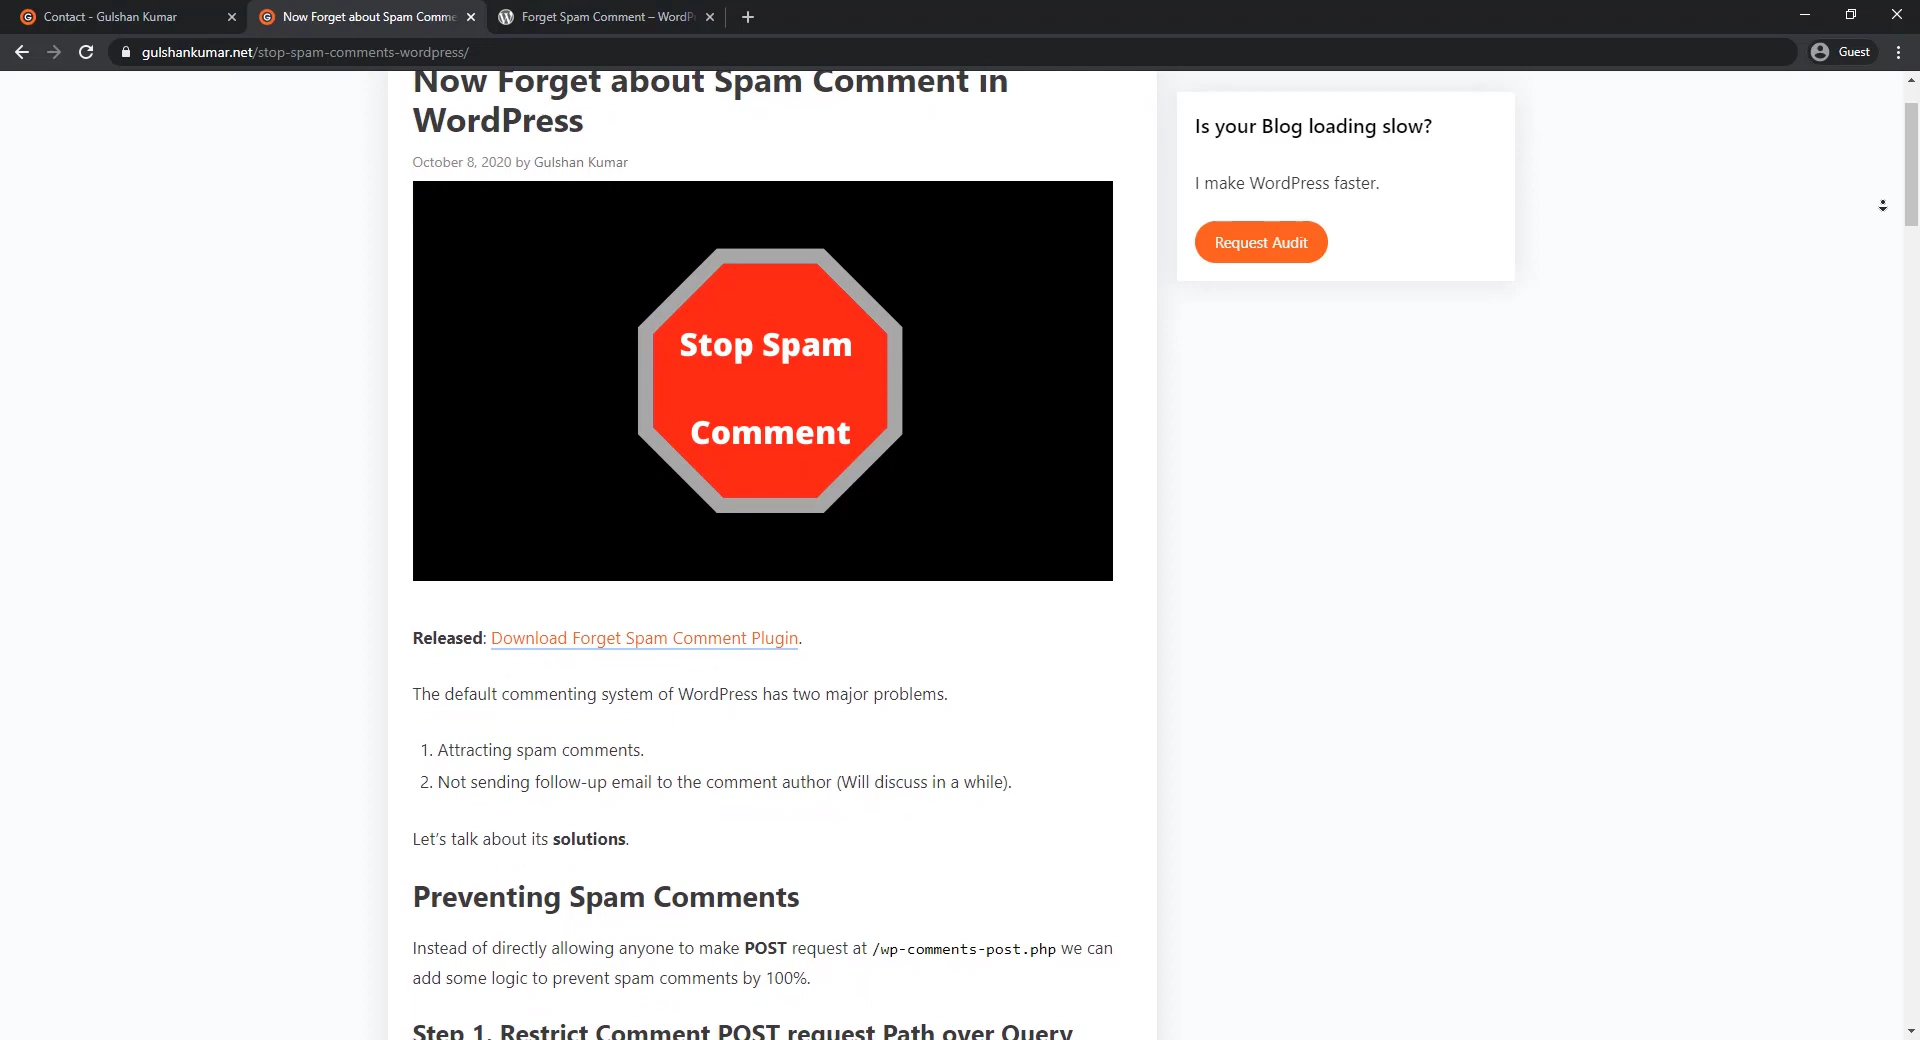 Contact - Gulshan Kumar
Now Forget about Spam Comme
Forget Spam Comment – WordP
gulshankumar.net/stop-spam-comments-wordpress/
Guest
Now Forget about Spam Comment in
WordPress
October 8, 2020 by Gulshan Kumar
Stop Spam
Comment
Released: Download Forget Spam Comment Plugin.
The default commenting system of WordPress has two major problems.
1. Attracting spam comments.
2. Not sending follow-up email to the comment author (Will discuss in a while).
Let's talk about its solutions.
Preventing Spam Comments
Instead of directly allowing anyone to make POST request at /wp-comments-post.php we can
add some logic to prevent spam comments by 100%.
Step 1. Restrict Comment POST request Path over Query
Is your Blog loading slow?
I make WordPress faster.
Request Audit